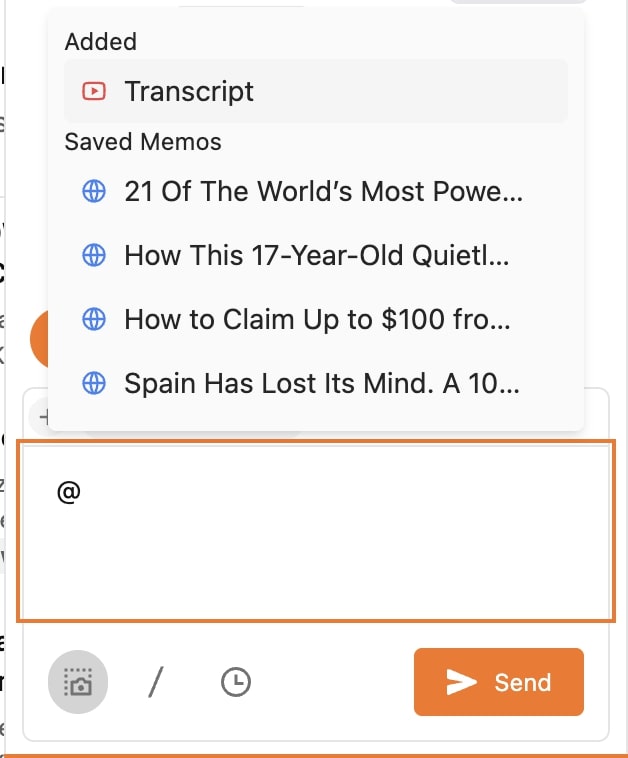 Added
Transcript
Saved Memos
21 Of The World’s Most Powe...
How This 17-Year-Old Quietl...
How to Claim Up to $100 fro...
Spain Has Lost Its Mind. A 10...
+
@
/
Send